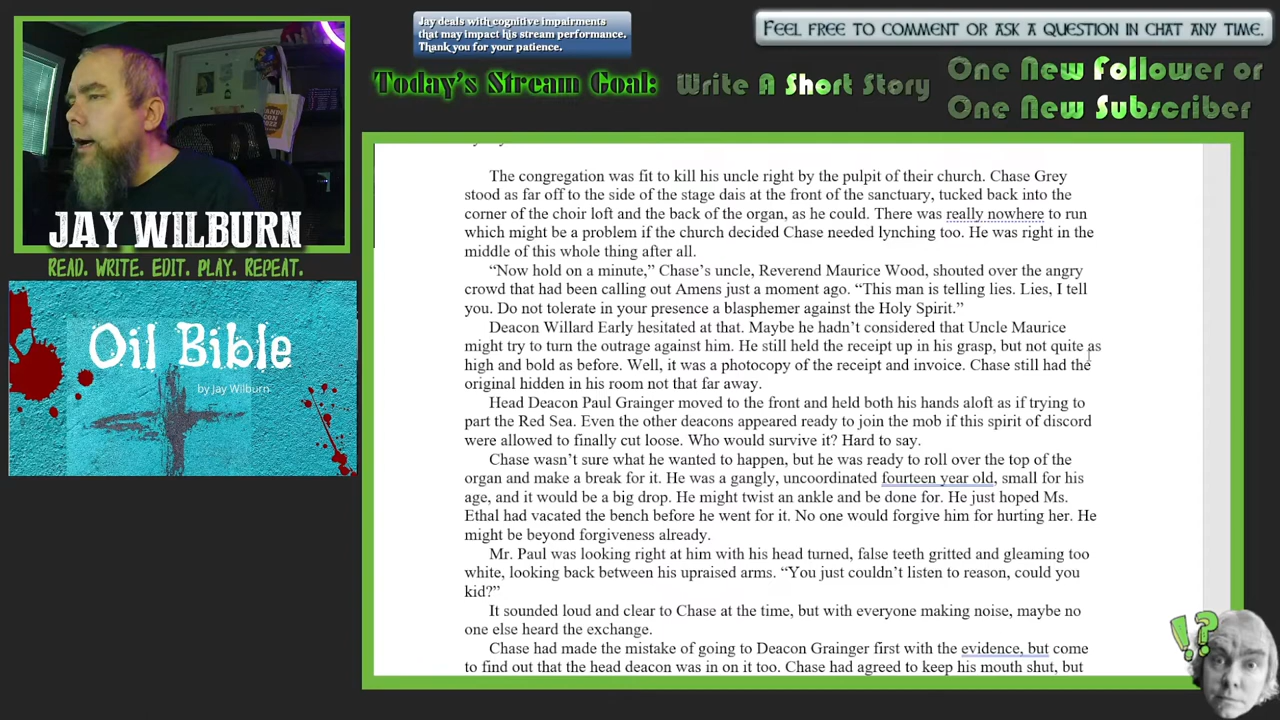 Jay deals with cognitive impairments
that may impact his stream performance.
Thank you for your patience.
Feel free to comment or ask a question in chat any time.
Today's Stream Goal:
Write A Short Story
One New Follower or
One New Subscriber
JAY WILBURN
READ. WRITE. EDIT. PLAY. REPEAT.
Oil Bible
by Jay Wilburn
The congregation was fit to kill his uncle right by the pulpit of their church. Chase Grey
stood as far off to the side of the stage dais at the front of the sanctuary, tucked back into the
corner of the choir loft and the back of the organ, as he could. There was really nowhere to run
which might be a problem if the church decided Chase needed lynching too. He was right in the
middle of this whole thing after all.
“Now hold on a minute,” Chase’s uncle, Reverend Maurice Wood, shouted over the angry
crowd that had been calling out Amens just a moment ago. “This man is telling lies. Lies, I tell
you. Do not tolerate in your presence a blasphemer against the Holy Spirit.”
Deacon Willard Early hesitated at that. Maybe he hadn’t considered that Uncle Maurice
might try to turn the outrage against him. He still held the receipt up in his grasp, but not quite as
high and bold as before. Well, it was a photocopy of the receipt and invoice. Chase still had the
original hidden in his room not that far away.
Head Deacon Paul Grainger moved to the front and held both his hands aloft as if trying to
part the Red Sea. Even the other deacons appeared ready to join the mob if this spirit of discord
were allowed to finally cut loose. Who would survive it? Hard to say.
Chase wasn’t sure what he wanted to happen, but he was ready to roll over the top of the
organ and make a break for it. He was a gangly, uncoordinated fourteen year old, small for his
age, and it would be a big drop. He might twist an ankle and be done for. He just hoped Ms.
Ethal had vacated the bench before he went for it. No one would forgive him for hurting her. He
might be beyond forgiveness already.
Mr. Paul was looking right at him with his head turned, false teeth gritted and gleaming too
white, looking back between his upraised arms. “You just couldn’t listen to reason, could you
kid?”
It sounded loud and clear to Chase at the time, but with everyone making noise, maybe no
one else heard the exchange.
Chase had made the mistake of going to Deacon Grainger first with the evidence, but come
to find out that the head deacon was in on it too. Chase had agreed to keep his mouth shut, but
!?